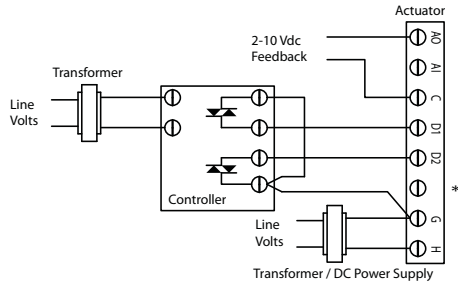 Actuator
2-10 Vdc
Feedback
AO
AI
C
D1
D2
*
G
H
Transformer
Line
Volts
Controller
Line
Volts
Transformer / DC Power Supply